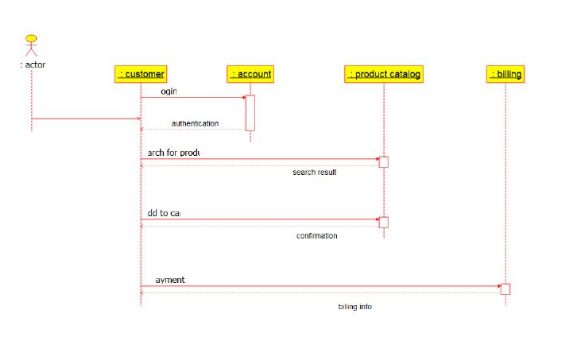 : actor
: customer
: account
: product catalog
: billing
ogin
authentication
arch for produ
search result
dd to ca
confirmation
ayment
billing info